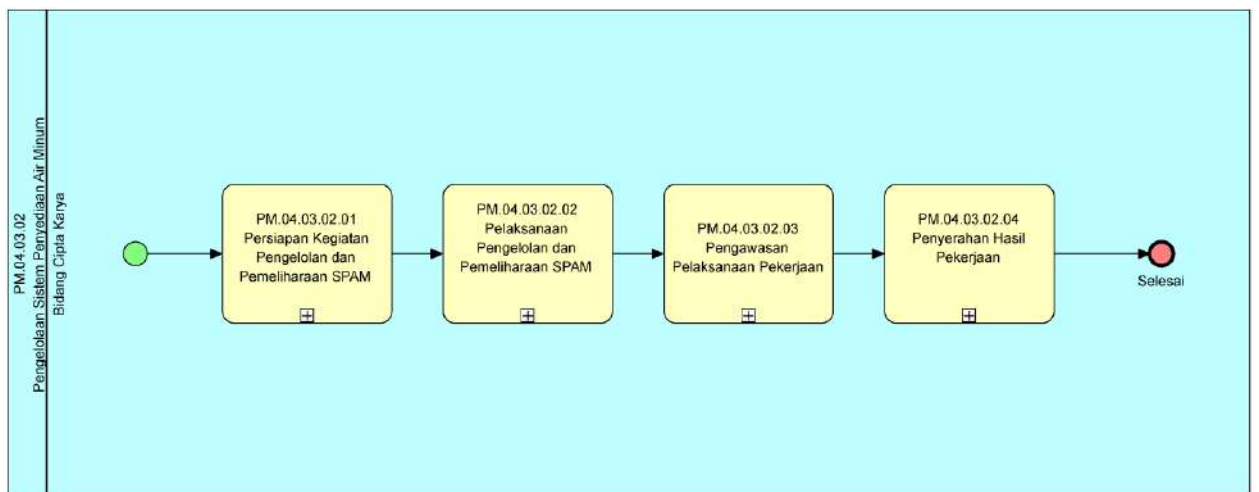 PM.04.03.02
Pengelolaan Sistem Penyediaan Air Minum
Bidang Cipta Karya
PM.04.03.02.01
Persiapan Kegiatan
Pengelolan dan
Pemeliharaan SPAM
PM.04.03.02.02
Pelaksanaan
Pengelolan dan
Pemeliharaan SPAM
PM.04.03.02.03
Pengawasan
Pelaksanaan Pekerjaan
PM.04.03.02.04
Penyerahan Hasil
Pekerjaan
Selesai